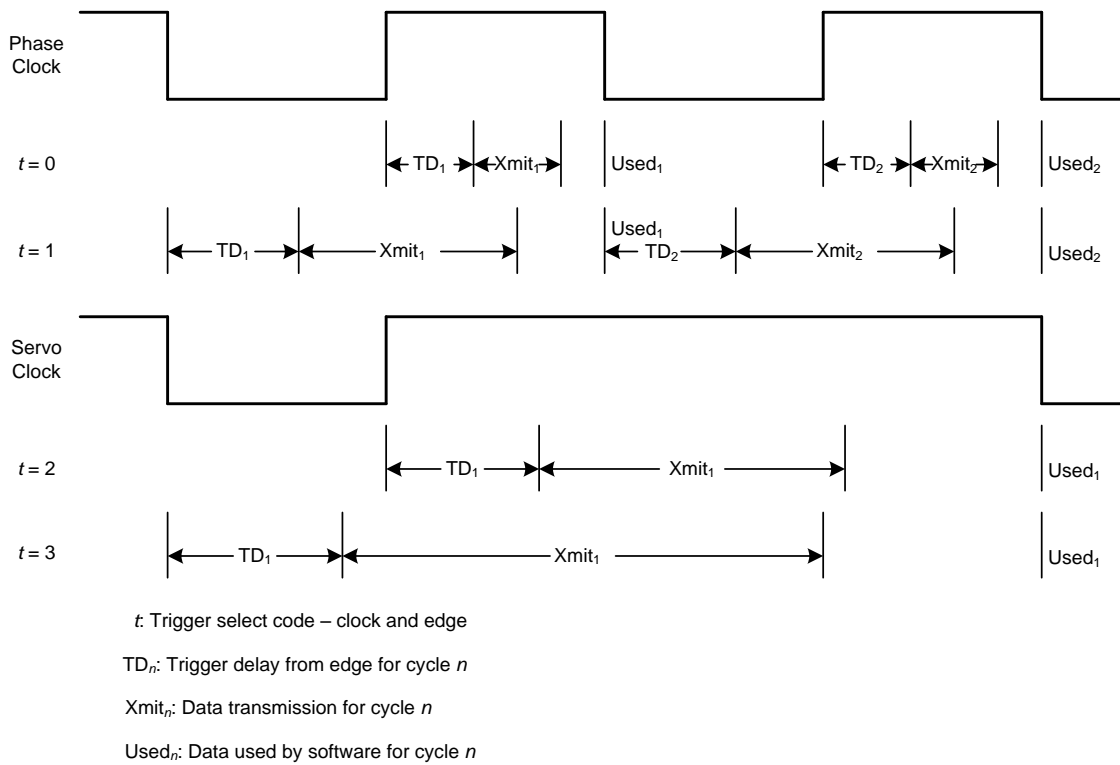 Phase
Clock
t = 0
TD₁
Xmit₁
Used₁
TD₂
Xmit₂
Used₂
t = 1
TD₁
Xmit₁
Used₁
TD₂
Xmit₂
Used₂
Servo
Clock
t = 2
TD₁
Xmit₁
Used₁
t = 3
TD₁
Xmit₁
Used₁
t: Trigger select code – clock and edge
TDₙ: Trigger delay from edge for cycle n
Xmitₙ: Data transmission for cycle n
Usedₙ: Data used by software for cycle n